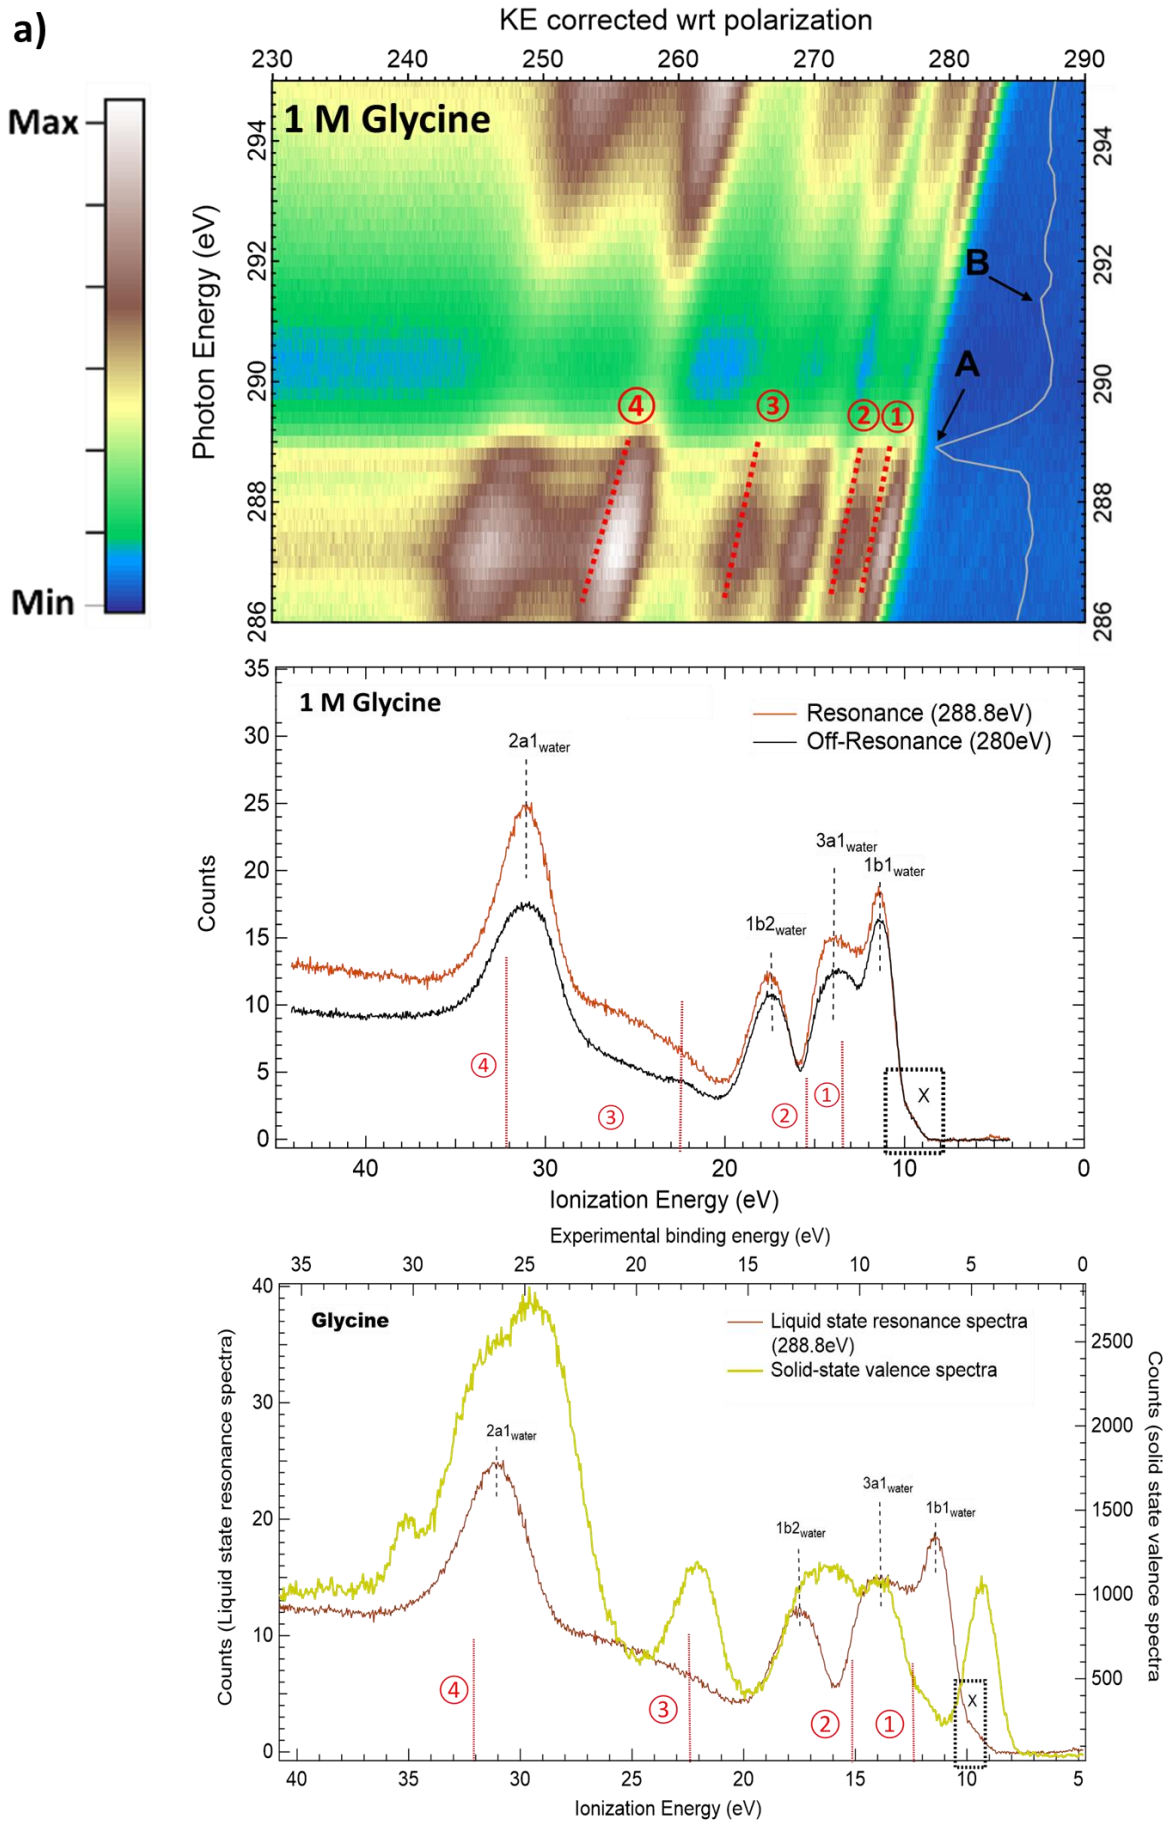 a)
KE corrected wrt polarization
230 240 250 260 270 280 290
Max
Min
Photon Energy (eV)
294
292
290
288
286
1 M Glycine
B
A
4 3 2 1
294
292
290
288
286
1 M Glycine
Resonance (288.8eV)
Off-Resonance (280eV)
2a1water
3a1water
1b1water
1b2water
Counts
35
30
25
20
15
10
5
0
4 3 2 1 X
40 30 20 10 0
Ionization Energy (eV)
Experimental binding energy (eV)
35 30 25 20 15 10 5 0
Glycine
Liquid state resonance spectra
(288.8eV)
Solid-state valence spectra
2a1water
3a1water
1b1water
1b2water
Counts (Liquid state resonance spectra)
40
30
20
10
0
4 3 2 1 X
2500
2000
1500
1000
500
Counts (solid state valence spectra
40 35 30 25 20 15 10 5
Ionization Energy (eV)